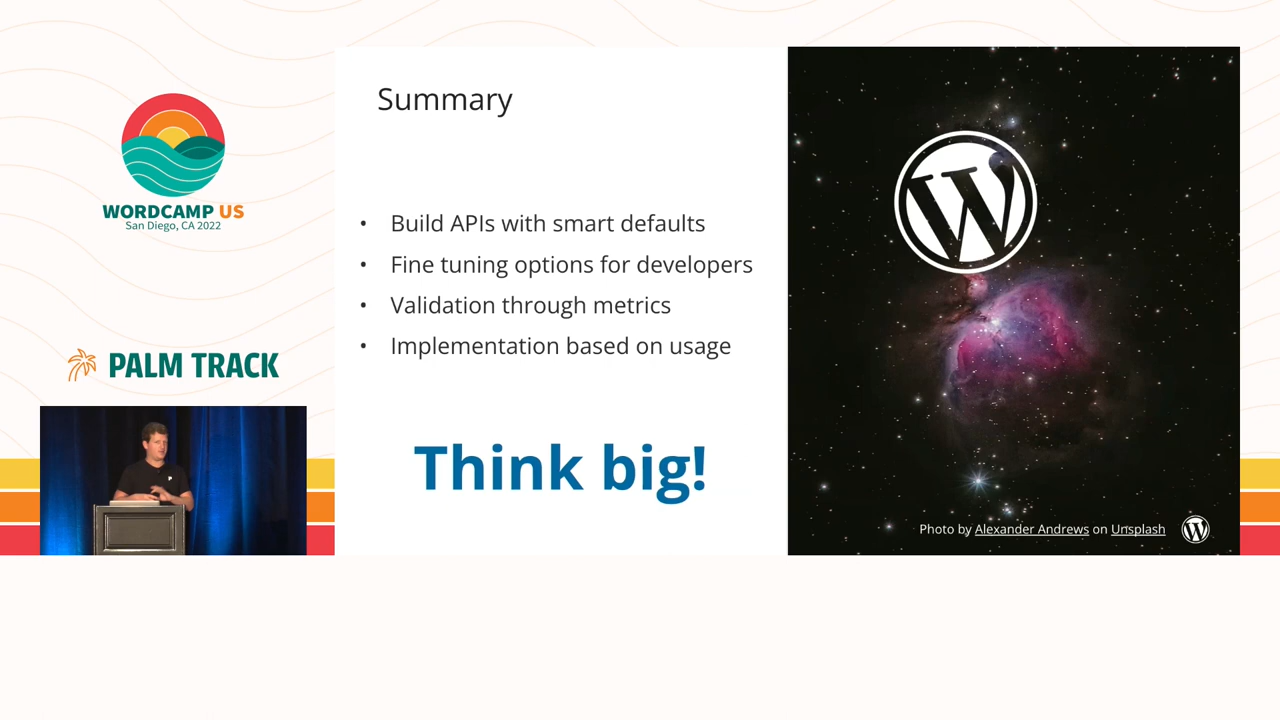 WORDCAMP US
San Diego, CA 2022
PALM TRACK
Summary
• Build APIs with smart defaults
• Fine tuning options for developers
• Validation through metrics
• Implementation based on usage
Think big!
W
Photo by Alexander Andrews on Unsplash
W